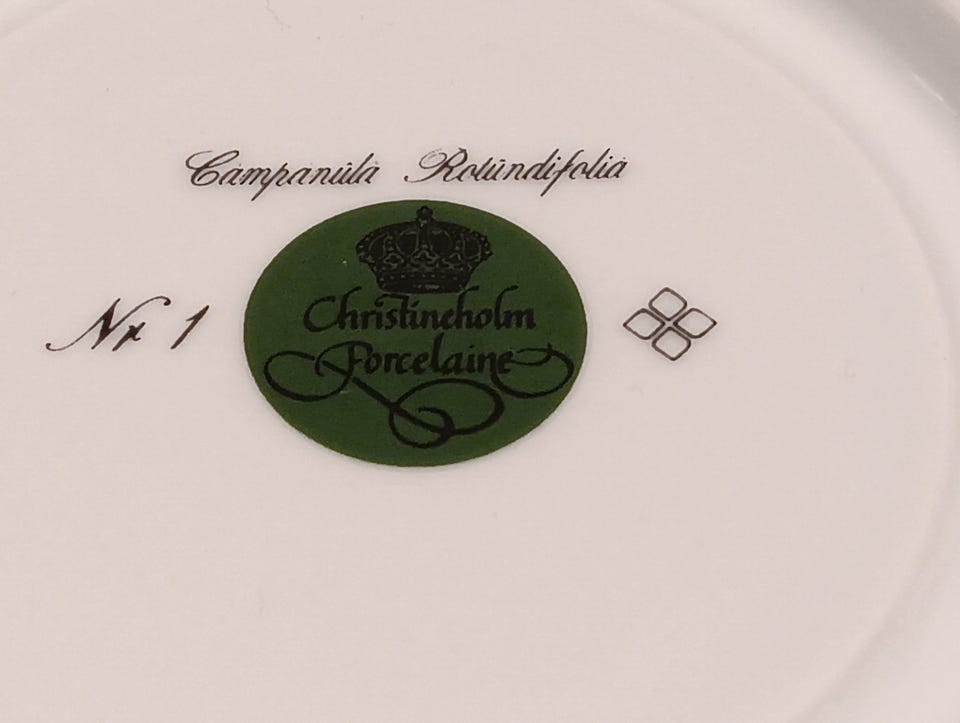 Campanula Rotundifolia
Nr 1
Christineholm
Porcelaine